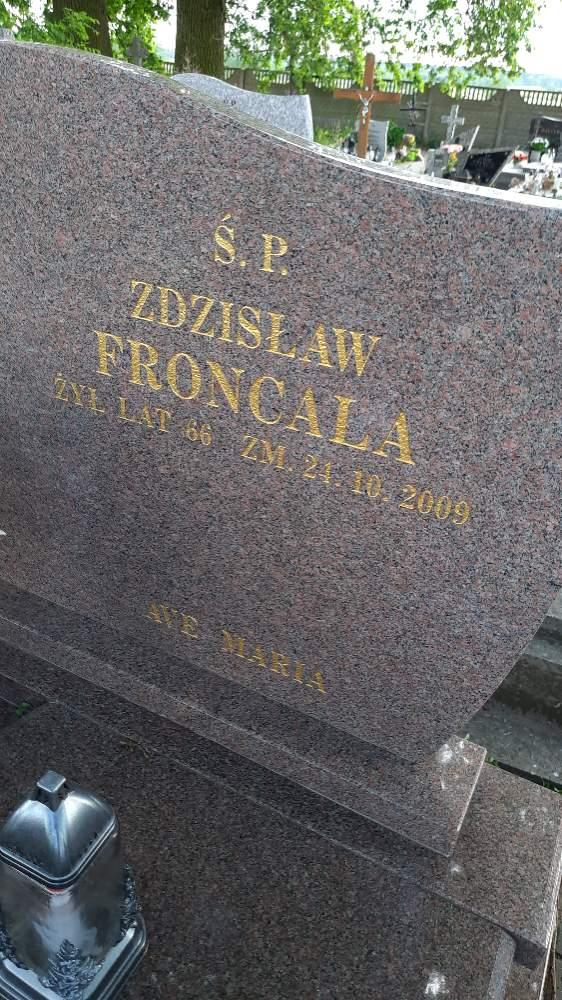 Ś. P.
ZDZISŁAW
FRONCALA
ŻYŁ LAT 66 ZM. 24. 10. 2009
AVE MARIA